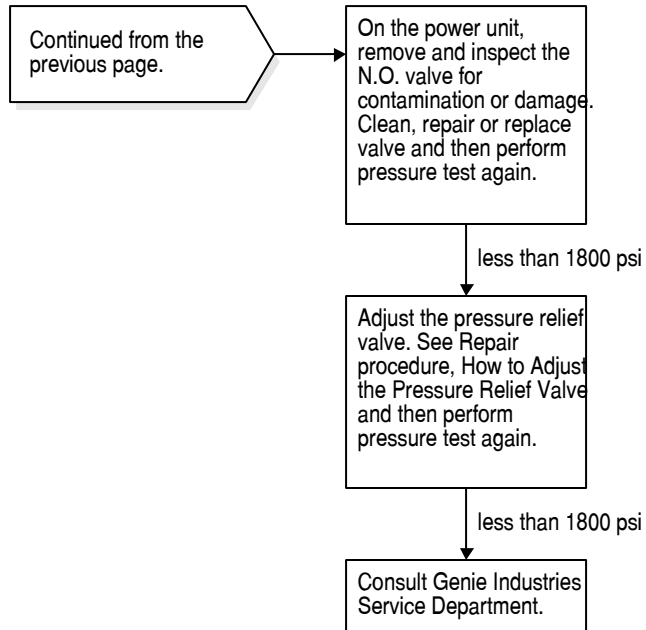 Continued from the
previous page.
On the power unit,
remove and inspect the
N.O. valve for
contamination or damage.
Clean, repair or replace
valve and then perform
pressure test again.
less than 1800 psi
Adjust the pressure relief
valve. See Repair
procedure, How to Adjust
the Pressure Relief Valve
and then perform
pressure test again.
less than 1800 psi
Consult Genie Industries
Service Department.